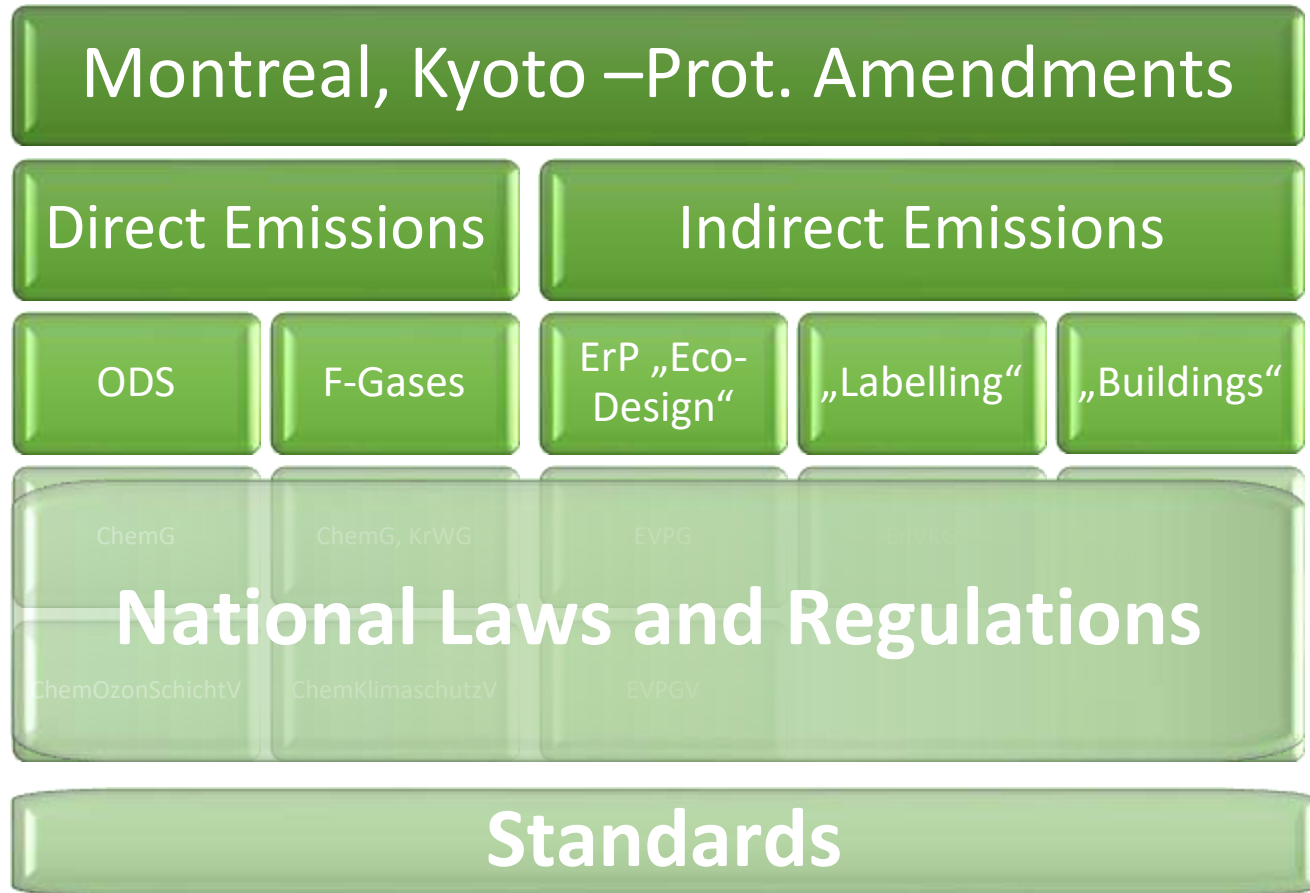 Montreal, Kyoto –Prot. Amendments
Direct Emissions
Indirect Emissions
ODS
F-Gases
ErP „Eco-
Design“
„Labelling“
„Buildings“
ChemG
ChemG, KrWG
EVPG
National Laws and Regulations
ChemOzonSchichtV
ChemKlimaschutzV
EVPGV
Standards